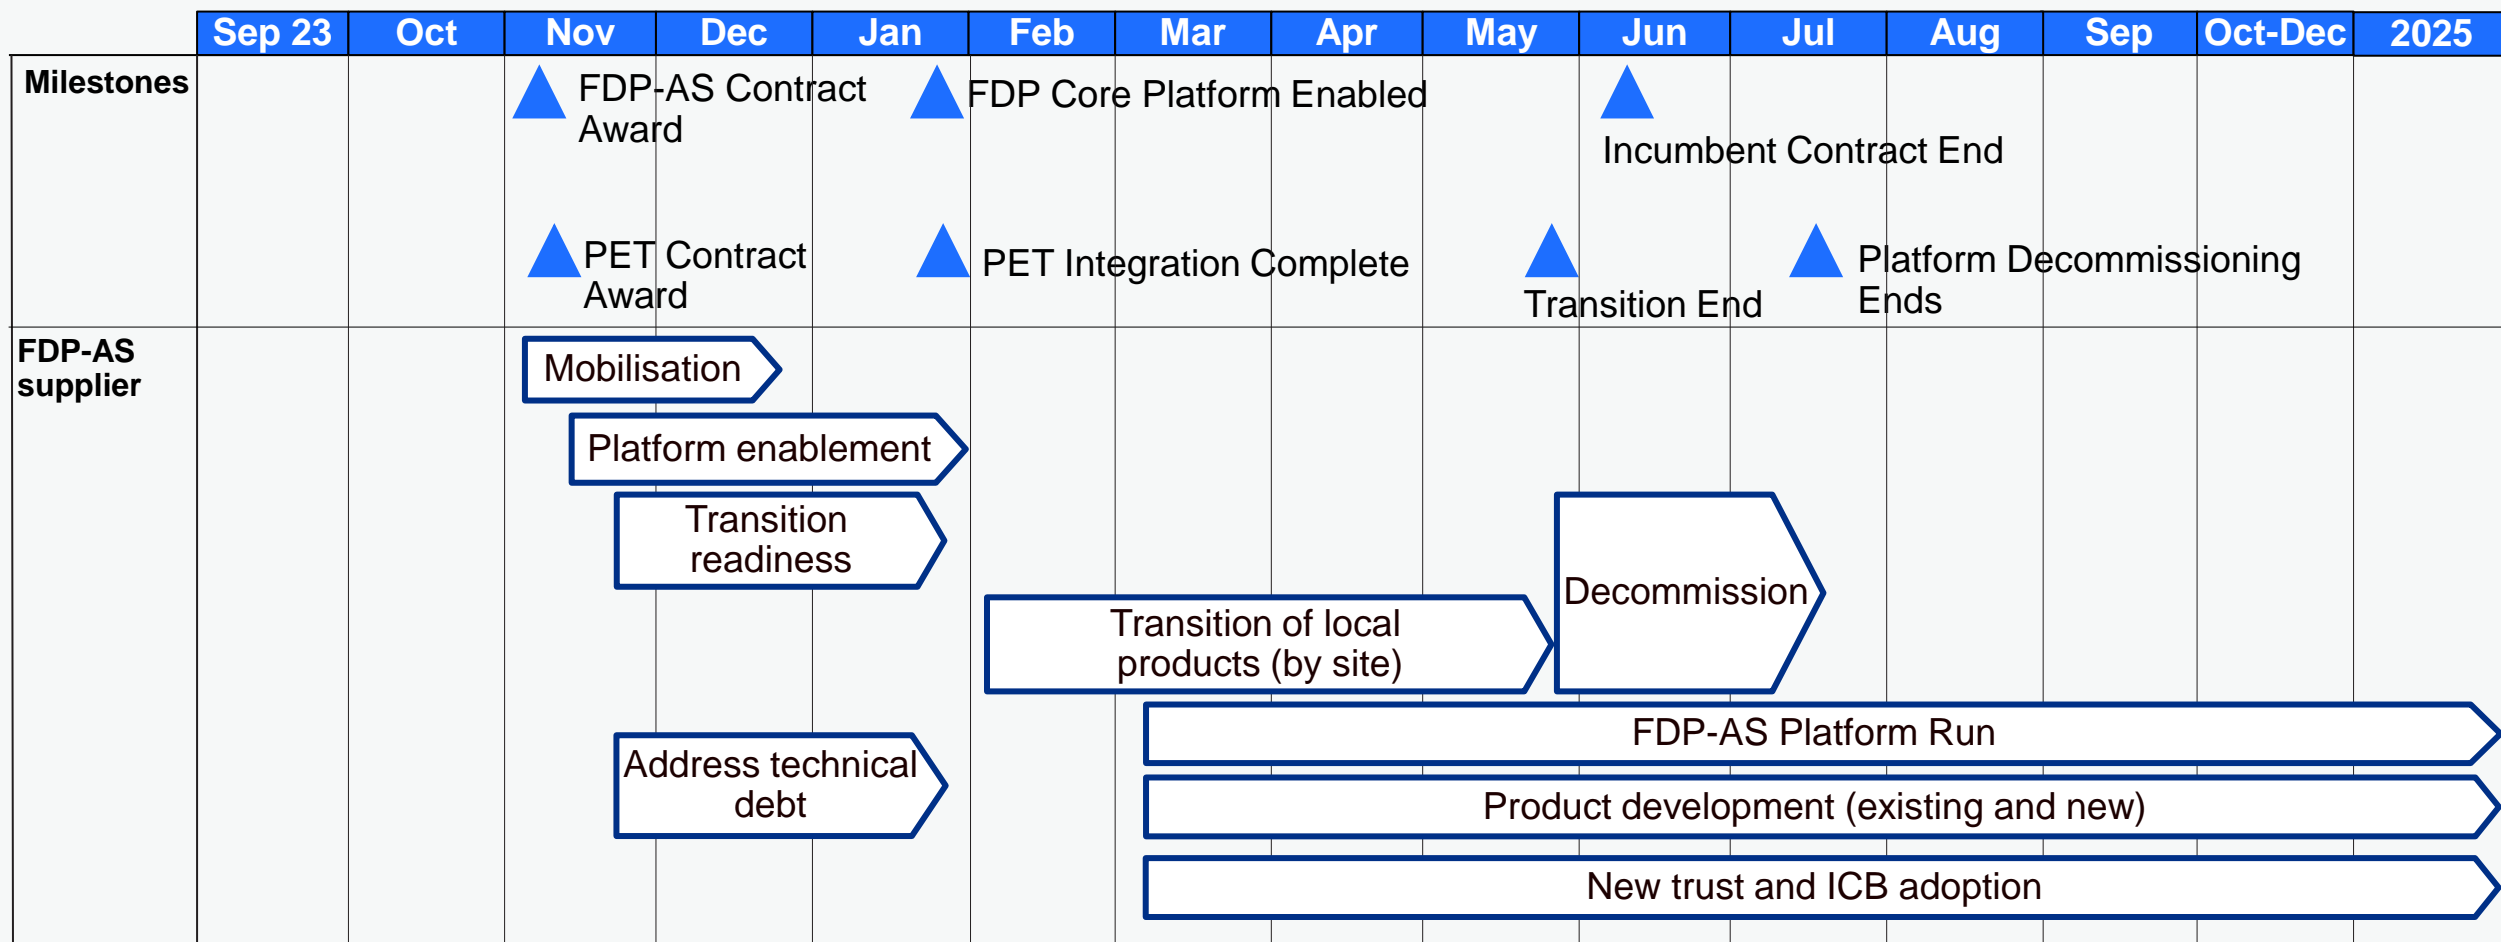 Sep 23 Oct Nov Dec Jan Feb Mar Apr May Jun Jul Aug Sep Oct-Dec 2025
Milestones
FDP-AS Contract
Award
FDP Core Platform Enabled
Incumbent Contract End
PET Contract
Award
PET Integration Complete
Transition End
Platform Decommissioning
Ends
FDP-AS
supplier
Mobilisation
Platform enablement
Transition
readiness
Decommission
Transition of local
products (by site)
FDP-AS Platform Run
Address technical
debt
Product development (existing and new)
New trust and ICB adoption